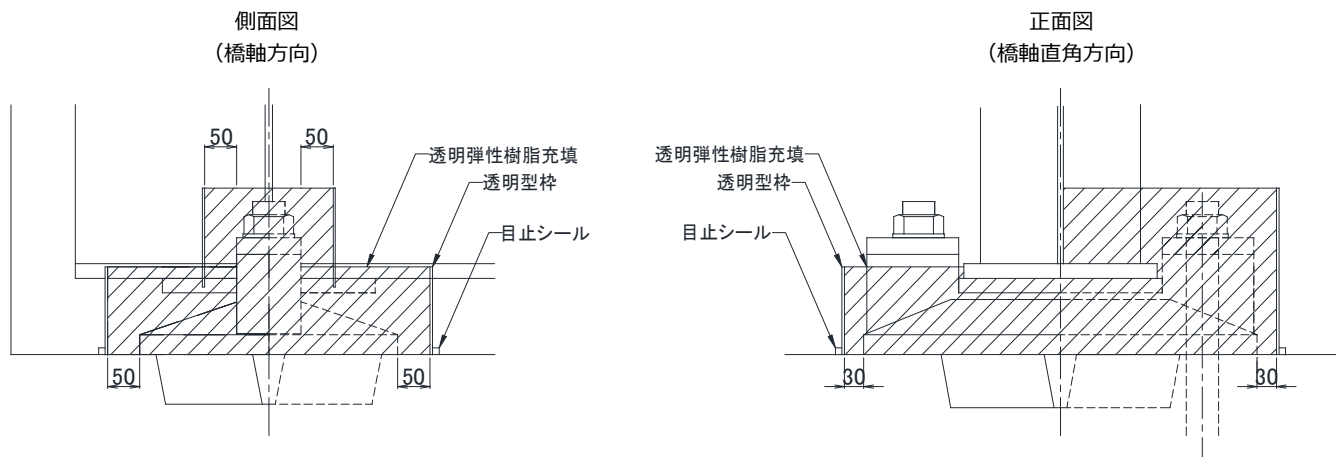 側面図
（橋軸方向）
50
50
透明弾性樹脂充填
透明型枠
目止シール
50
50
正面図
（橋軸直角方向）
透明弾性樹脂充填
透明型枠
目止シール
30
30